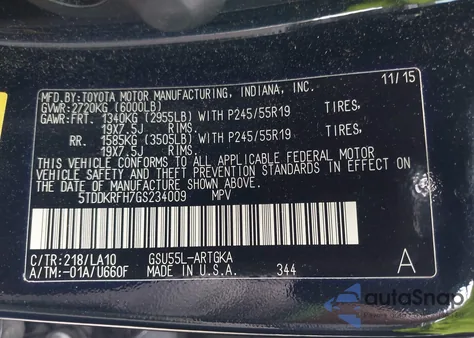 MFD.BY:TOYOTA MOTOR MANUFACTURING, INDIANA, INC. 11/15
GVWR:2720KG (6000LB)
GAWR:FRT. 1340KG (2955LB) WITH P245/55R19 TIRES,
19X7.5J RIMS.
RR. 1585KG (3505LB) WITH P245/55R19 TIRES,
19X7.5J RIMS.
THIS VEHICLE CONFORMS TO ALL APPLICABLE FEDERAL MOTOR
VEHICLE SAFETY AND THEFT PREVENTION STANDARDS IN EFFECT ON
THE DATE OF MANUFACTURE SHOWN ABOVE.
5TDDKRFH7GS234009 MPV
C/TR:218/LA10 GSU55L-ARTGKA
A/TM:-01A/U660F MADE IN U.S.A. 344 A
autoSnap